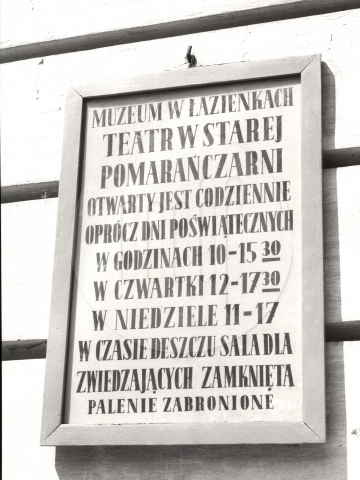 MUZEUM W ŁAZIENKACH
TEATR W STAREJ
POMARAŃCZARNI
OTWARTY JEST CODZIENNIE
OPRÓCZ DNI POŚWIĄTECZNYCH
W GODZINACH 10-15 30
W CZWARTKI 12-17 30
W NIEDZIELE 11-17
W CZASIE DESZCZU SALA DLA
ZWIEDZAJĄCYCH ZAMKNIĘTA
PALENIE ZABRONIONE